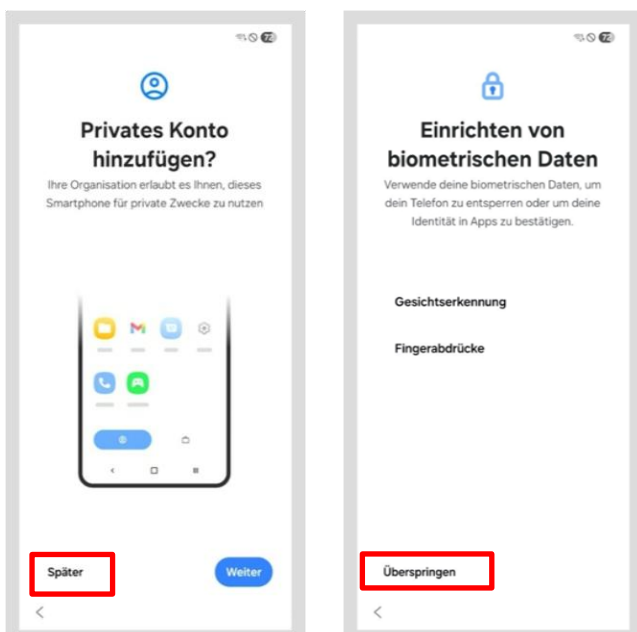 72
Privates Konto
hinzufügen?
Ihre Organisation erlaubt es Ihnen, dieses
Smartphone für private Zwecke zu nutzen
Später
Weiter
72
Einrichten von
biometrischen Daten
Verwende deine biometrischen Daten, um
dein Telefon zu entsperren oder um deine
Identität in Apps zu bestätigen.
Gesichtserkennung
Fingerabdrücke
Überspringen